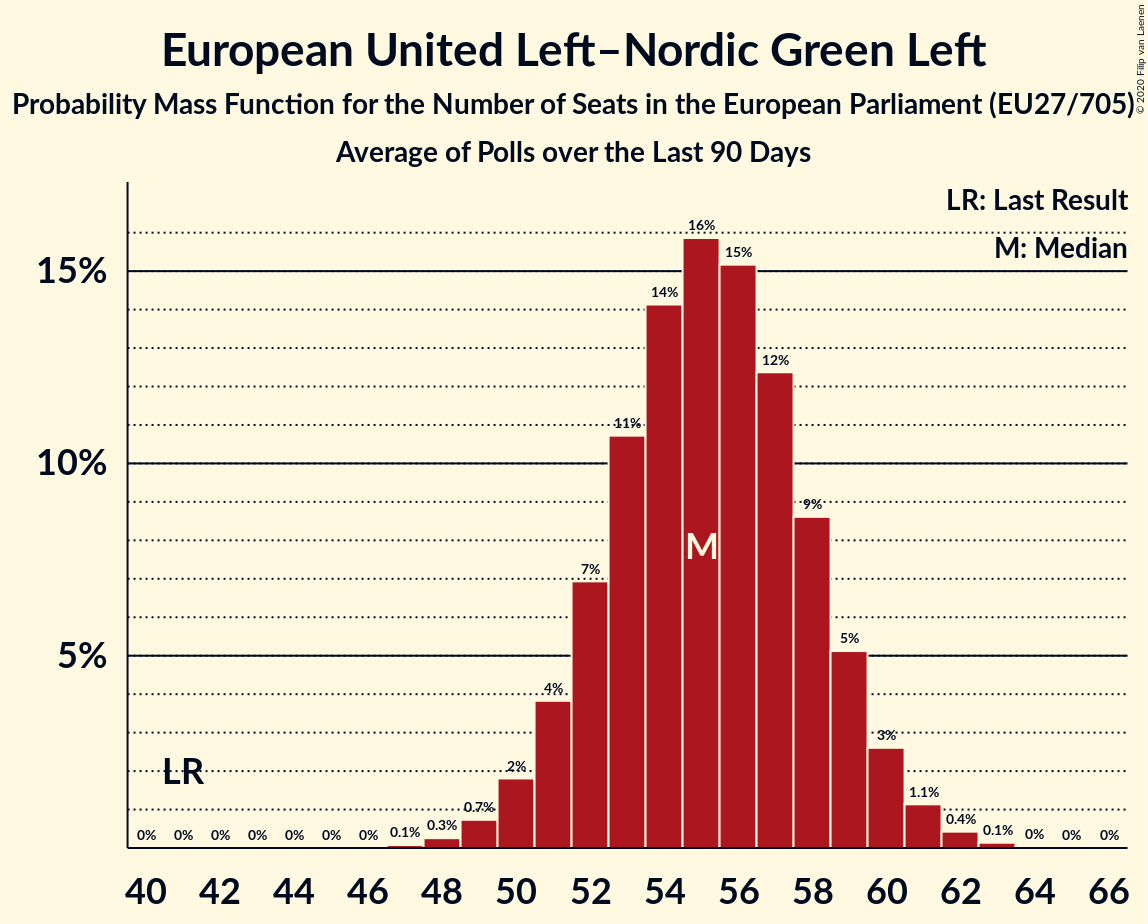 European United Left–Nordic Green Left
Probability Mass Function for the Number of Seats in the European Parliament (EU27/705)
Average of Polls over the Last 90 Days
© 2020 Filip van Laenen
LR: Last Result
M: Median
15%
10%
5%
0% 0% 0% 0% 0% 0% 0% 0.1% 0.3% 0.7% 2% 4% 7% 11% 14% 16% 15% 12% 9% 5% 3% 1.1% 0.4% 0.1% 0% 0% 0%
M
LR
40 42 44 46 48 50 52 54 56 58 60 62 64 66